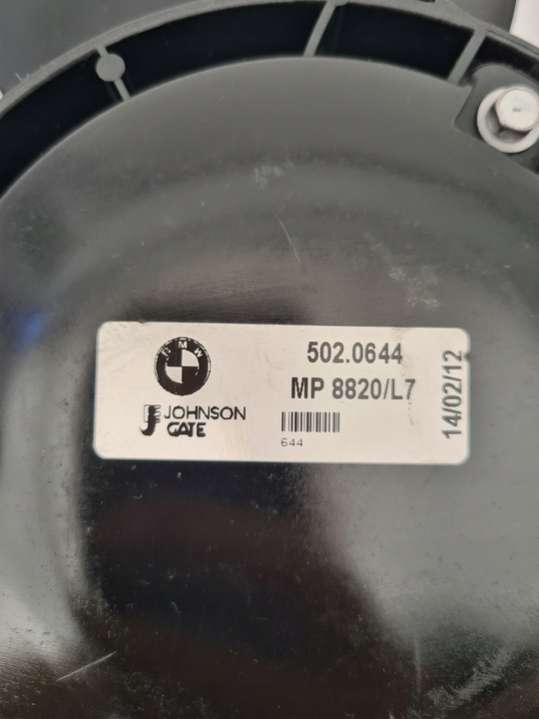 BMW
JOHNSON
GATE
502.0644
MP 8820/L7
644
14/02/12